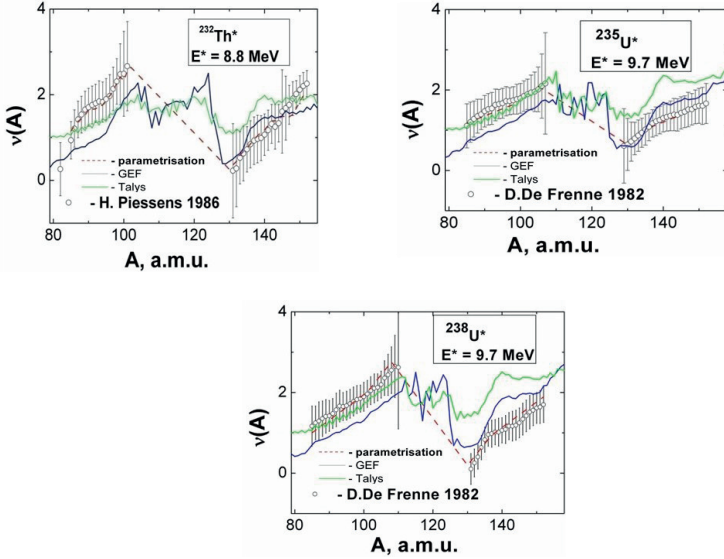 ²³²Th*
E* = 8.8 MeV
4
2
0
ν(A)
- parametrisation
- GEF
- Talys
- H. Piessens 1986
80 100 120 140
A, a.m.u.
²³⁵U*
E* = 9.7 MeV
4
2
0
ν(A)
- parametrisation
- GEF
- Talys
- D.De Frenne 1982
80 100 120 140
A, a.m.u.
²³⁸U*
E* = 9.7 MeV
4
2
0
ν(A)
- parametrisation
- GEF
- Talys
- D.De Frenne 1982
80 100 120 140
A, a.m.u.